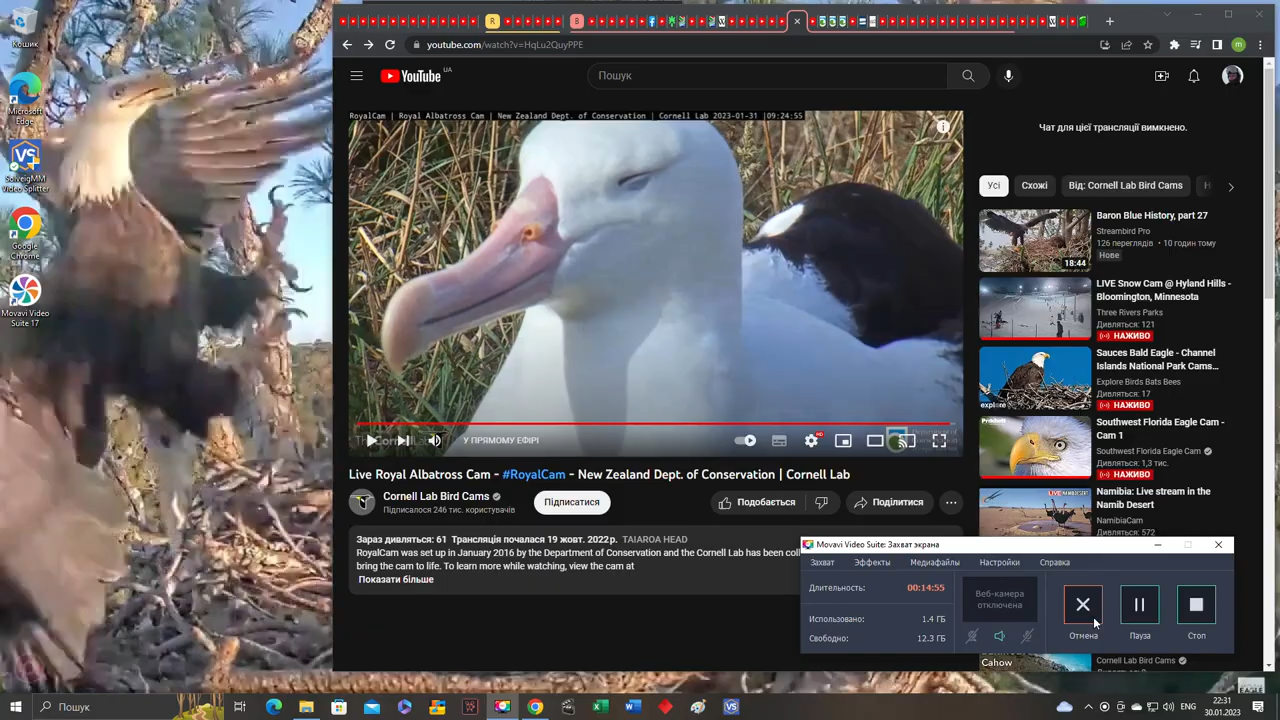 Кошик
Microsoft
Edge
SolveigMM
Video Splitter
Google
Chrome
Movavi Video
Suite 17
youtube.com/watch?v=HqLu2QuyPPE
YouTube UA
Пошук
RoyalCam | Royal Albatross Cam | New Zealand Dept. of Conservation | Cornell Lab 2023-01-31 |09:24:55
У ПРЯМОМУ ЕФІРІ
HD
Live Royal Albatross Cam - #RoyalCam - New Zealand Dept. of Conservation | Cornell Lab
Cornell Lab Bird Cams
Підписалося 246 тис. користувачів
Підписатися
Подобається
Поділитися
Зараз дивляться: 61 Трансляція почалася 19 жовт. 2022 р. TAIAROA HEAD
RoyalCam was set up in January 2016 by the Department of Conservation and the Cornell Lab has been
bring the cam to life. To learn more while watching, view the cam at
Показати більше
Чат для цієї трансляції вимкнено.
Усі
Схожі
Від: Cornell Lab Bird Cams
Baron Blue History, part 27
Streambird Pro
126 переглядів • 10 годин тому
Нове
18:44
LIVE Snow Cam @ Hyland Hills -
Bloomington, Minnesota
Three Rivers Parks
Дивляться: 121
НАЖИВО
Sauces Bald Eagle - Channel
Islands National Park Cams...
Explore Birds Bats Bees
Дивляться: 17
НАЖИВО
explore
Southwest Florida Eagle Cam -
Cam 1
Southwest Florida Eagle Cam
Дивляться: 1,3 тис.
НАЖИВО
Namibia: Live stream in the
Namib Desert
NamibiaCam
Дивляться: 572
Movavi Video Suite: Захват экрана
Захват
Эффекты
Медиафайлы
Настройки
Справка
Длительность: 00:14:55
Использовано: 1.4 ГБ
Свободно: 12.3 ГБ
Веб-камера
отключена
Отмена
Пауза
Стоп
Cahow
Cornell Lab Bird Cams
Пошук
22:31
30.01.2023